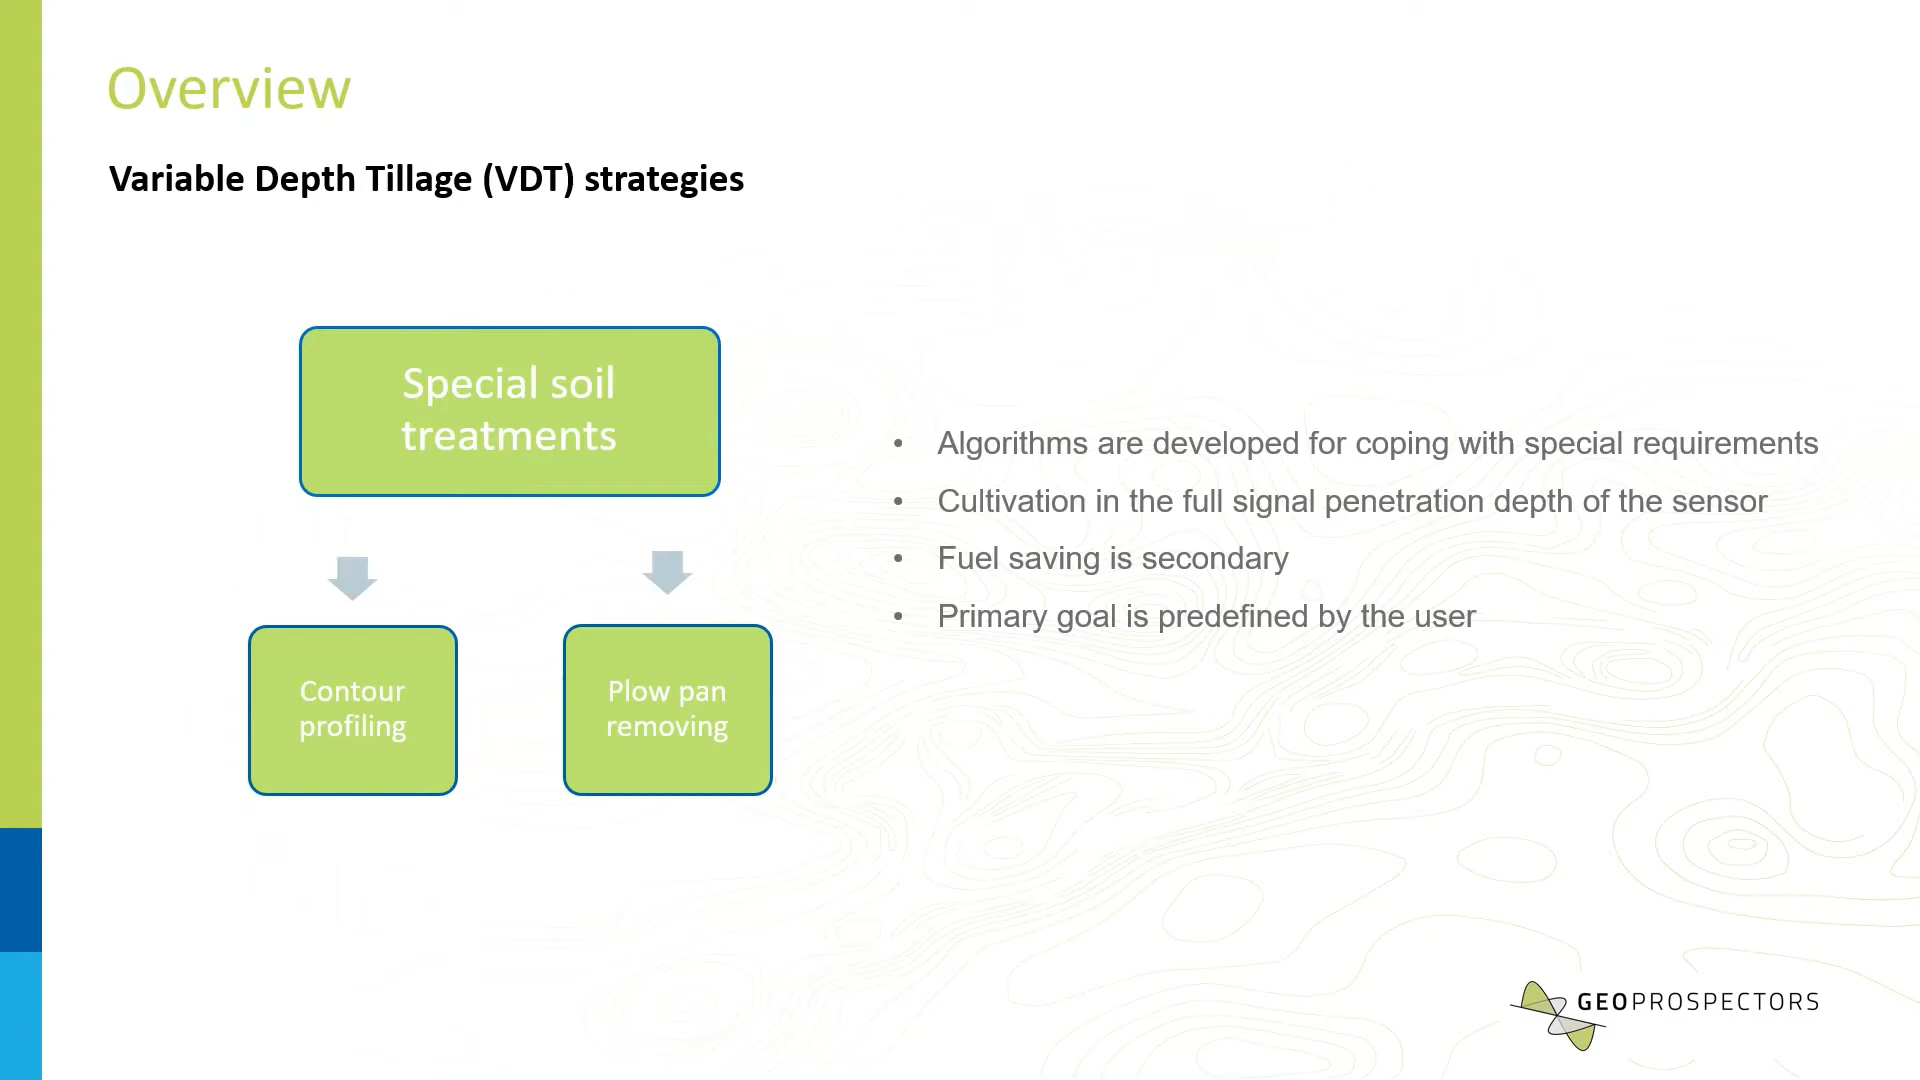 Overview
Variable Depth Tillage (VDT) strategies
Special soil
treatments
Contour
profiling
Plow pan
removing
• Algorithms are developed for coping with special requirements
• Cultivation in the full signal penetration depth of the sensor
• Fuel saving is secondary
• Primary goal is predefined by the user
GEOPROSPECTORS